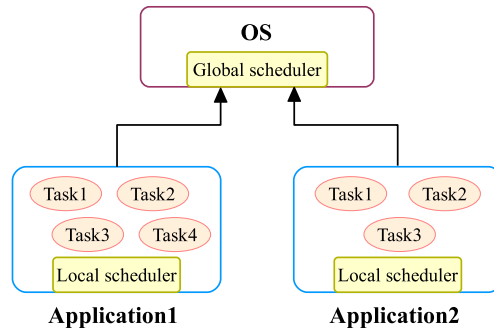 OS
Global scheduler
Task1 Task2
Task3 Task4
Local scheduler
Application1
Task1 Task2
Task3
Local scheduler
Application2